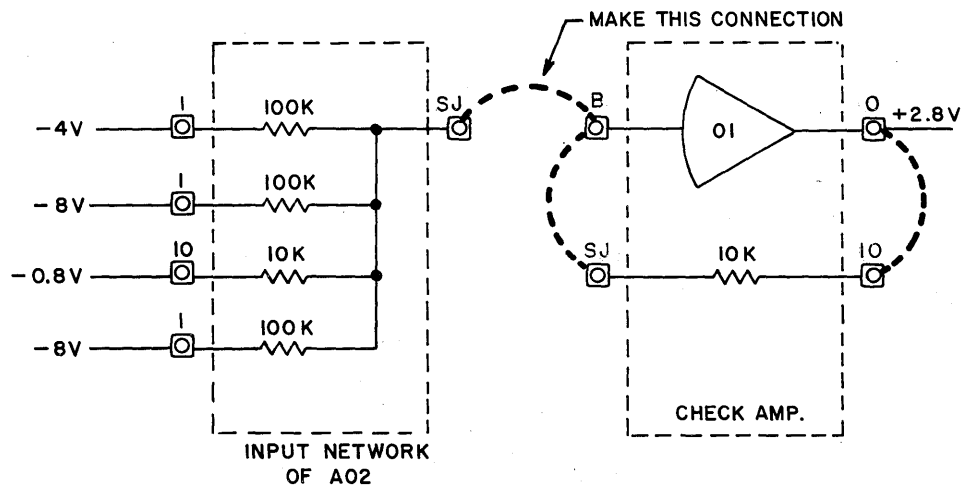 MAKE THIS CONNECTION
1
100K
SJ
B
O
-4V
01
+2.8V
1
100K
-8V
10
10K
SJ
10K
10
-0.8V
1
100K
-8V
CHECK AMP.
INPUT NETWORK
OF A02